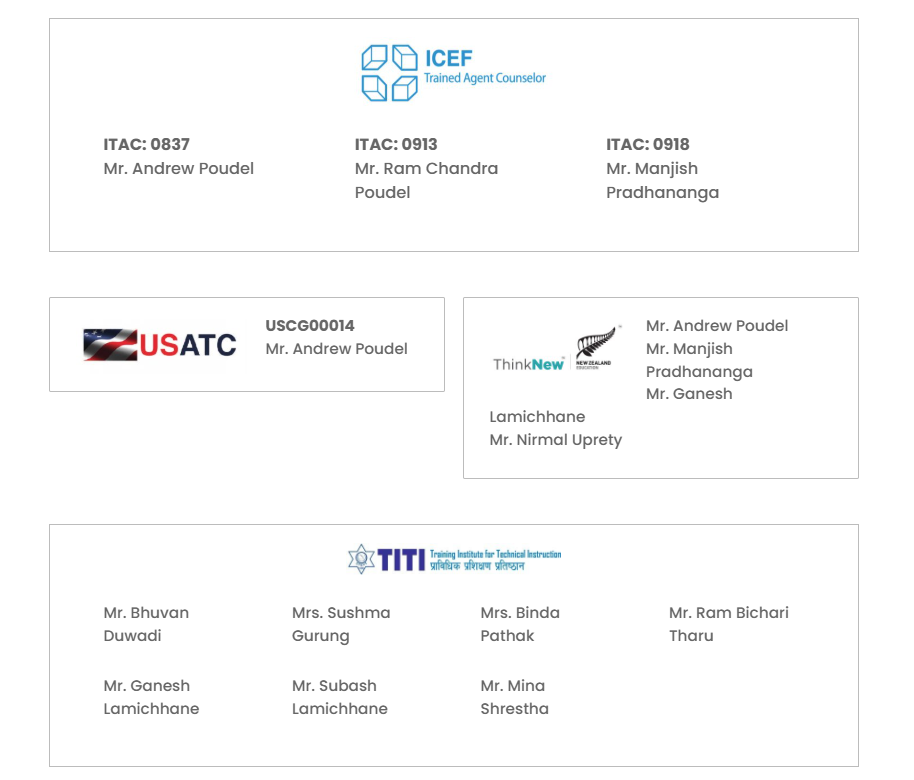 ICEF
Trained Agent Counselor
ITAC: 0837
Mr. Andrew Poudel
ITAC: 0913
Mr. Ram Chandra
Poudel
ITAC: 0918
Mr. Manjish
Pradhananga
USATC
USCG00014
Mr. Andrew Poudel
ThinkNew
NEW ZEALAND
EDUCATION
Mr. Andrew Poudel
Mr. Manjish
Pradhananga
Mr. Ganesh
Lamichhane
Mr. Nirmal Uprety
TITI
Training Institute for Technical Instruction
प्राविधिक प्रशिक्षण प्रतिष्ठान
Mr. Bhuvan
Duwadi
Mrs. Sushma
Gurung
Mrs. Binda
Pathak
Mr. Ram Bichari
Tharu
Mr. Ganesh
Lamichhane
Mr. Subash
Lamichhane
Mr. Mina
Shrestha